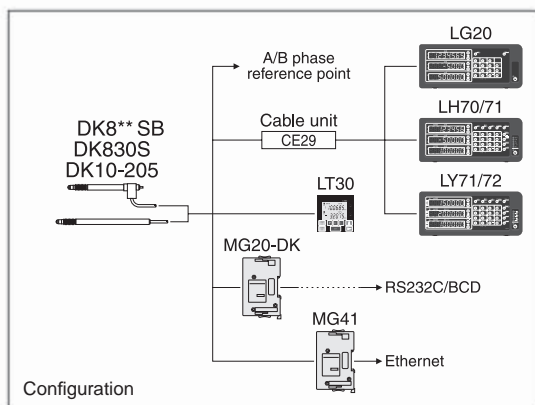 LG20
A/B phase
reference point
LH70/71
Cable unit
CE29
DK8** SB
DK830S
DK10-205
LT30
LY71/72
MG20-DK
RS232C/BCD
MG41
Ethernet
Configuration